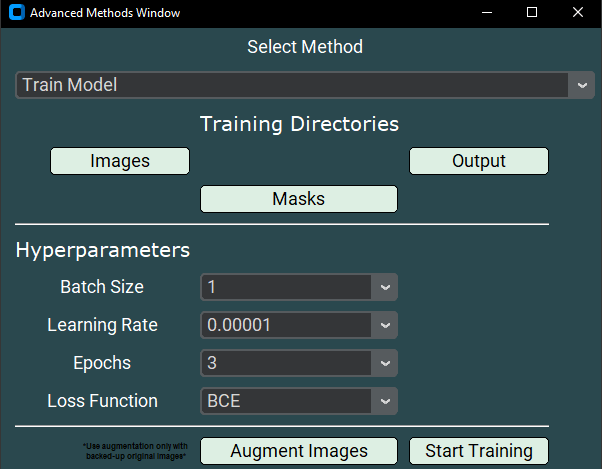 Advanced Methods Window
Select Method
Train Model
Training Directories
Images
Output
Masks
Hyperparameters
Batch Size
1
Learning Rate
0.00001
Epochs
3
Loss Function
BCE
*Use augmentation only with
backed-up original images*
Augment Images
Start Training